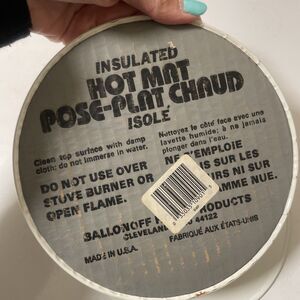 INSULATED
HOT MAT
POSE-PLAT CHAUD
ISOLÉ
Clean top surface with damp
cloth; do not immerse in water.
Nettoyez le côté face avec une
lavette humide; à ne jamais
plonger dans l'eau.
DO NOT USE OVER
STOVE BURNER OR
OPEN FLAME.
NE
EMPLOIE
SUR LES
NI SUR
NUE.
PRODUCTS
CLEVELAND
44122
MADE IN U.S.A.
FABRIQUÉ AUX ÉTATS-UNIS